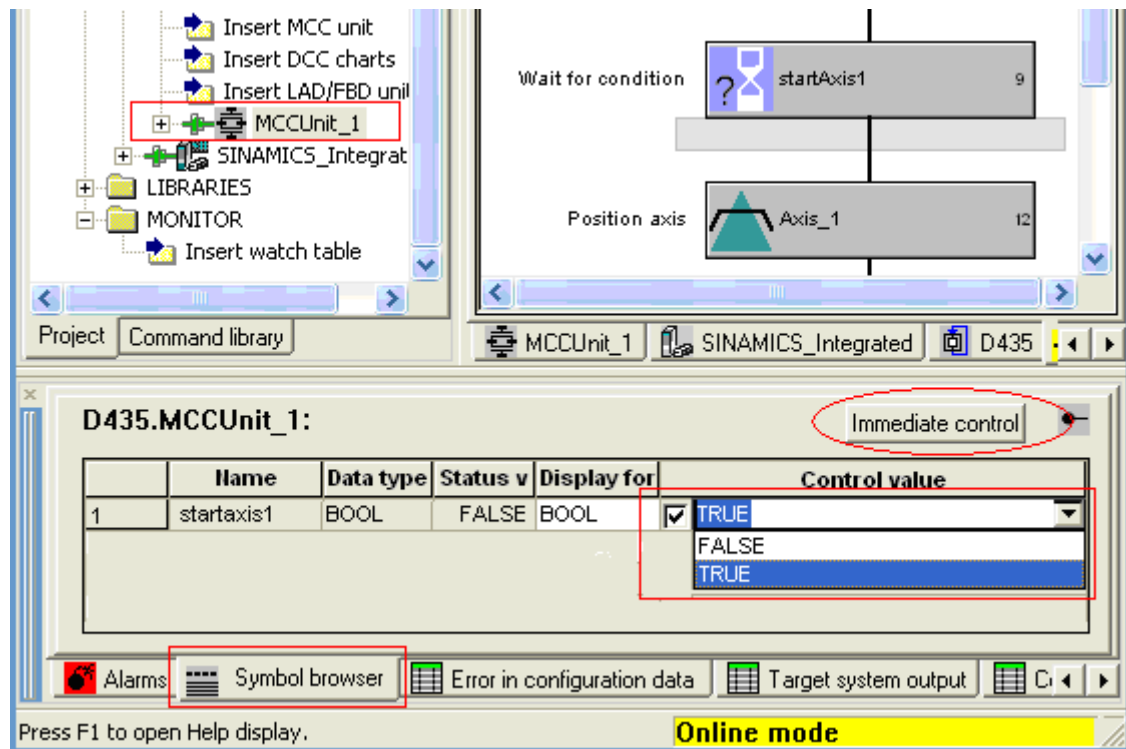 Insert MCC unit
Insert DCC charts
Insert LAD/FBD unit
MCCUnit_1
SINAMICS_Integrat
LIBRARIES
MONITOR
Insert watch table
Project
Command library
Wait for condition
?
startAxis1
9
Position axis
Axis_1
12
MCCUnit_1
SINAMICS_Integrated
D435
D435.MCCUnit_1:
Immediate control
Name Data type Status v Display for Control value
1 startaxis1 BOOL FALSE BOOL TRUE
FALSE
TRUE
Alarms
Symbol browser
Error in configuration data
Target system output
Press F1 to open Help display.
Online mode